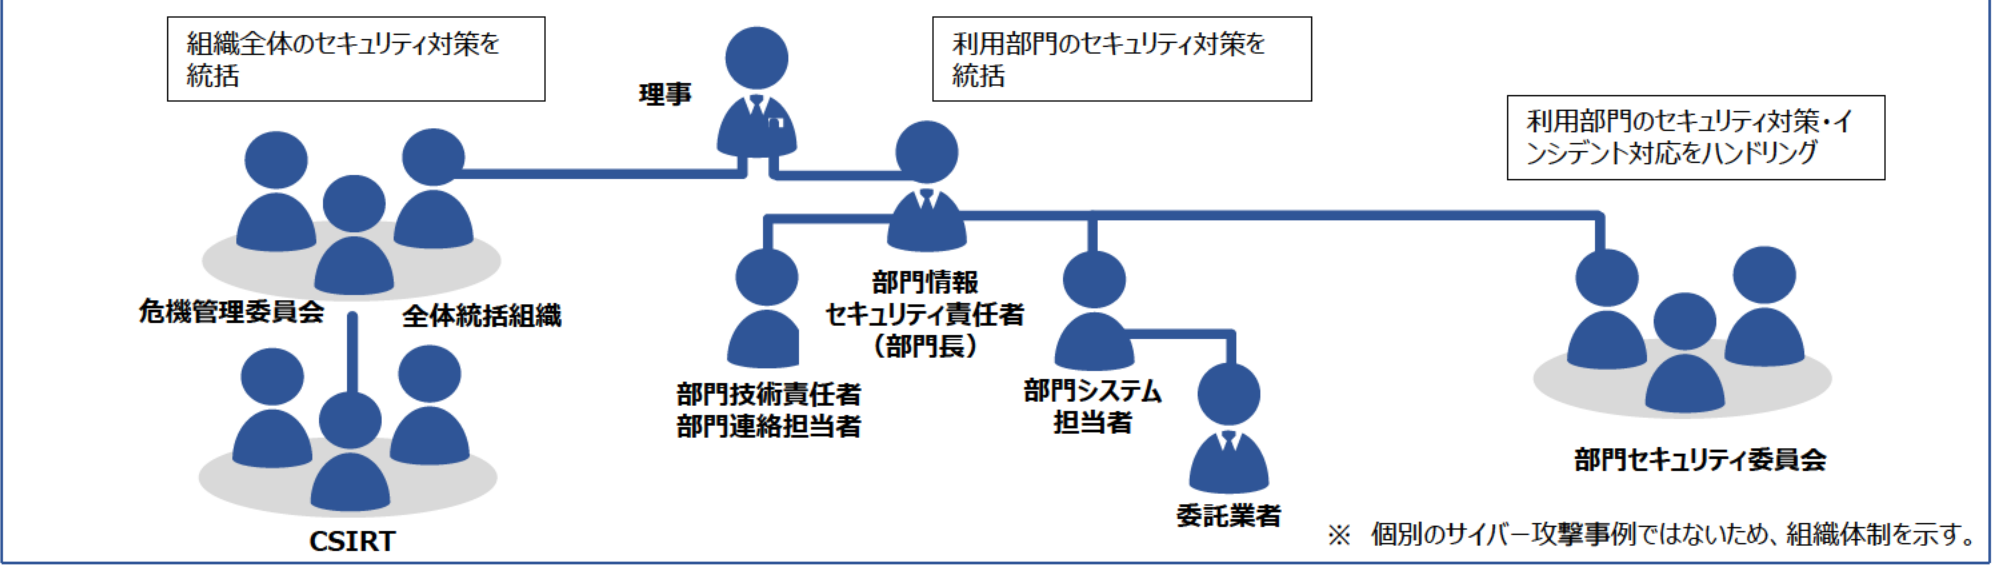 組織全体のセキュリティ対策を
統括
理事
利用部門のセキュリティ対策を
統括
利用部門のセキュリティ対策・イ
ンシデント対応をハンドリング
危機管理委員会
全体統括組織
CSIRT
部門情報
セキュリティ責任者
（部門長）
部門技術責任者
部門連絡担当者
部門システム
担当者
委託業者
部門セキュリティ委員会
※ 個別のサイバー攻撃事例ではないため、組織体制を示す。